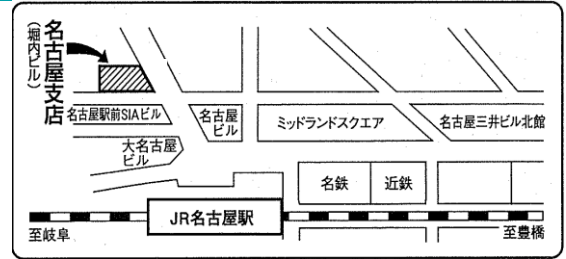 名古屋支店
(堀内ビル)
名古屋駅前SIAビル
名古屋
ビル
ミッドランドスクエア
名古屋三井ビル北館
大名古屋
ビル
名鉄
近鉄
JR名古屋駅
至岐阜
至豊橋